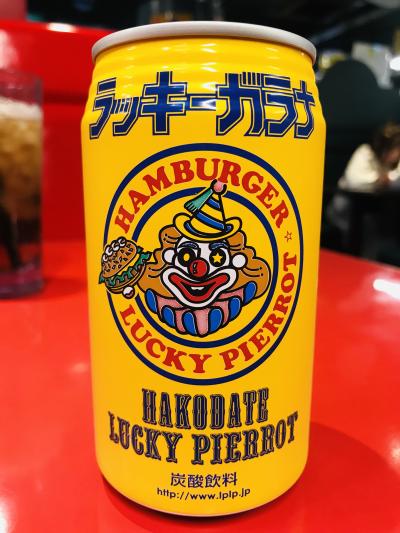 ラッキーガラナ
HAMBURGER
LUCKY PIERROT
HAKODATE
LUCKY PIERROT
炭酸飲料
http://www.lplp.jp